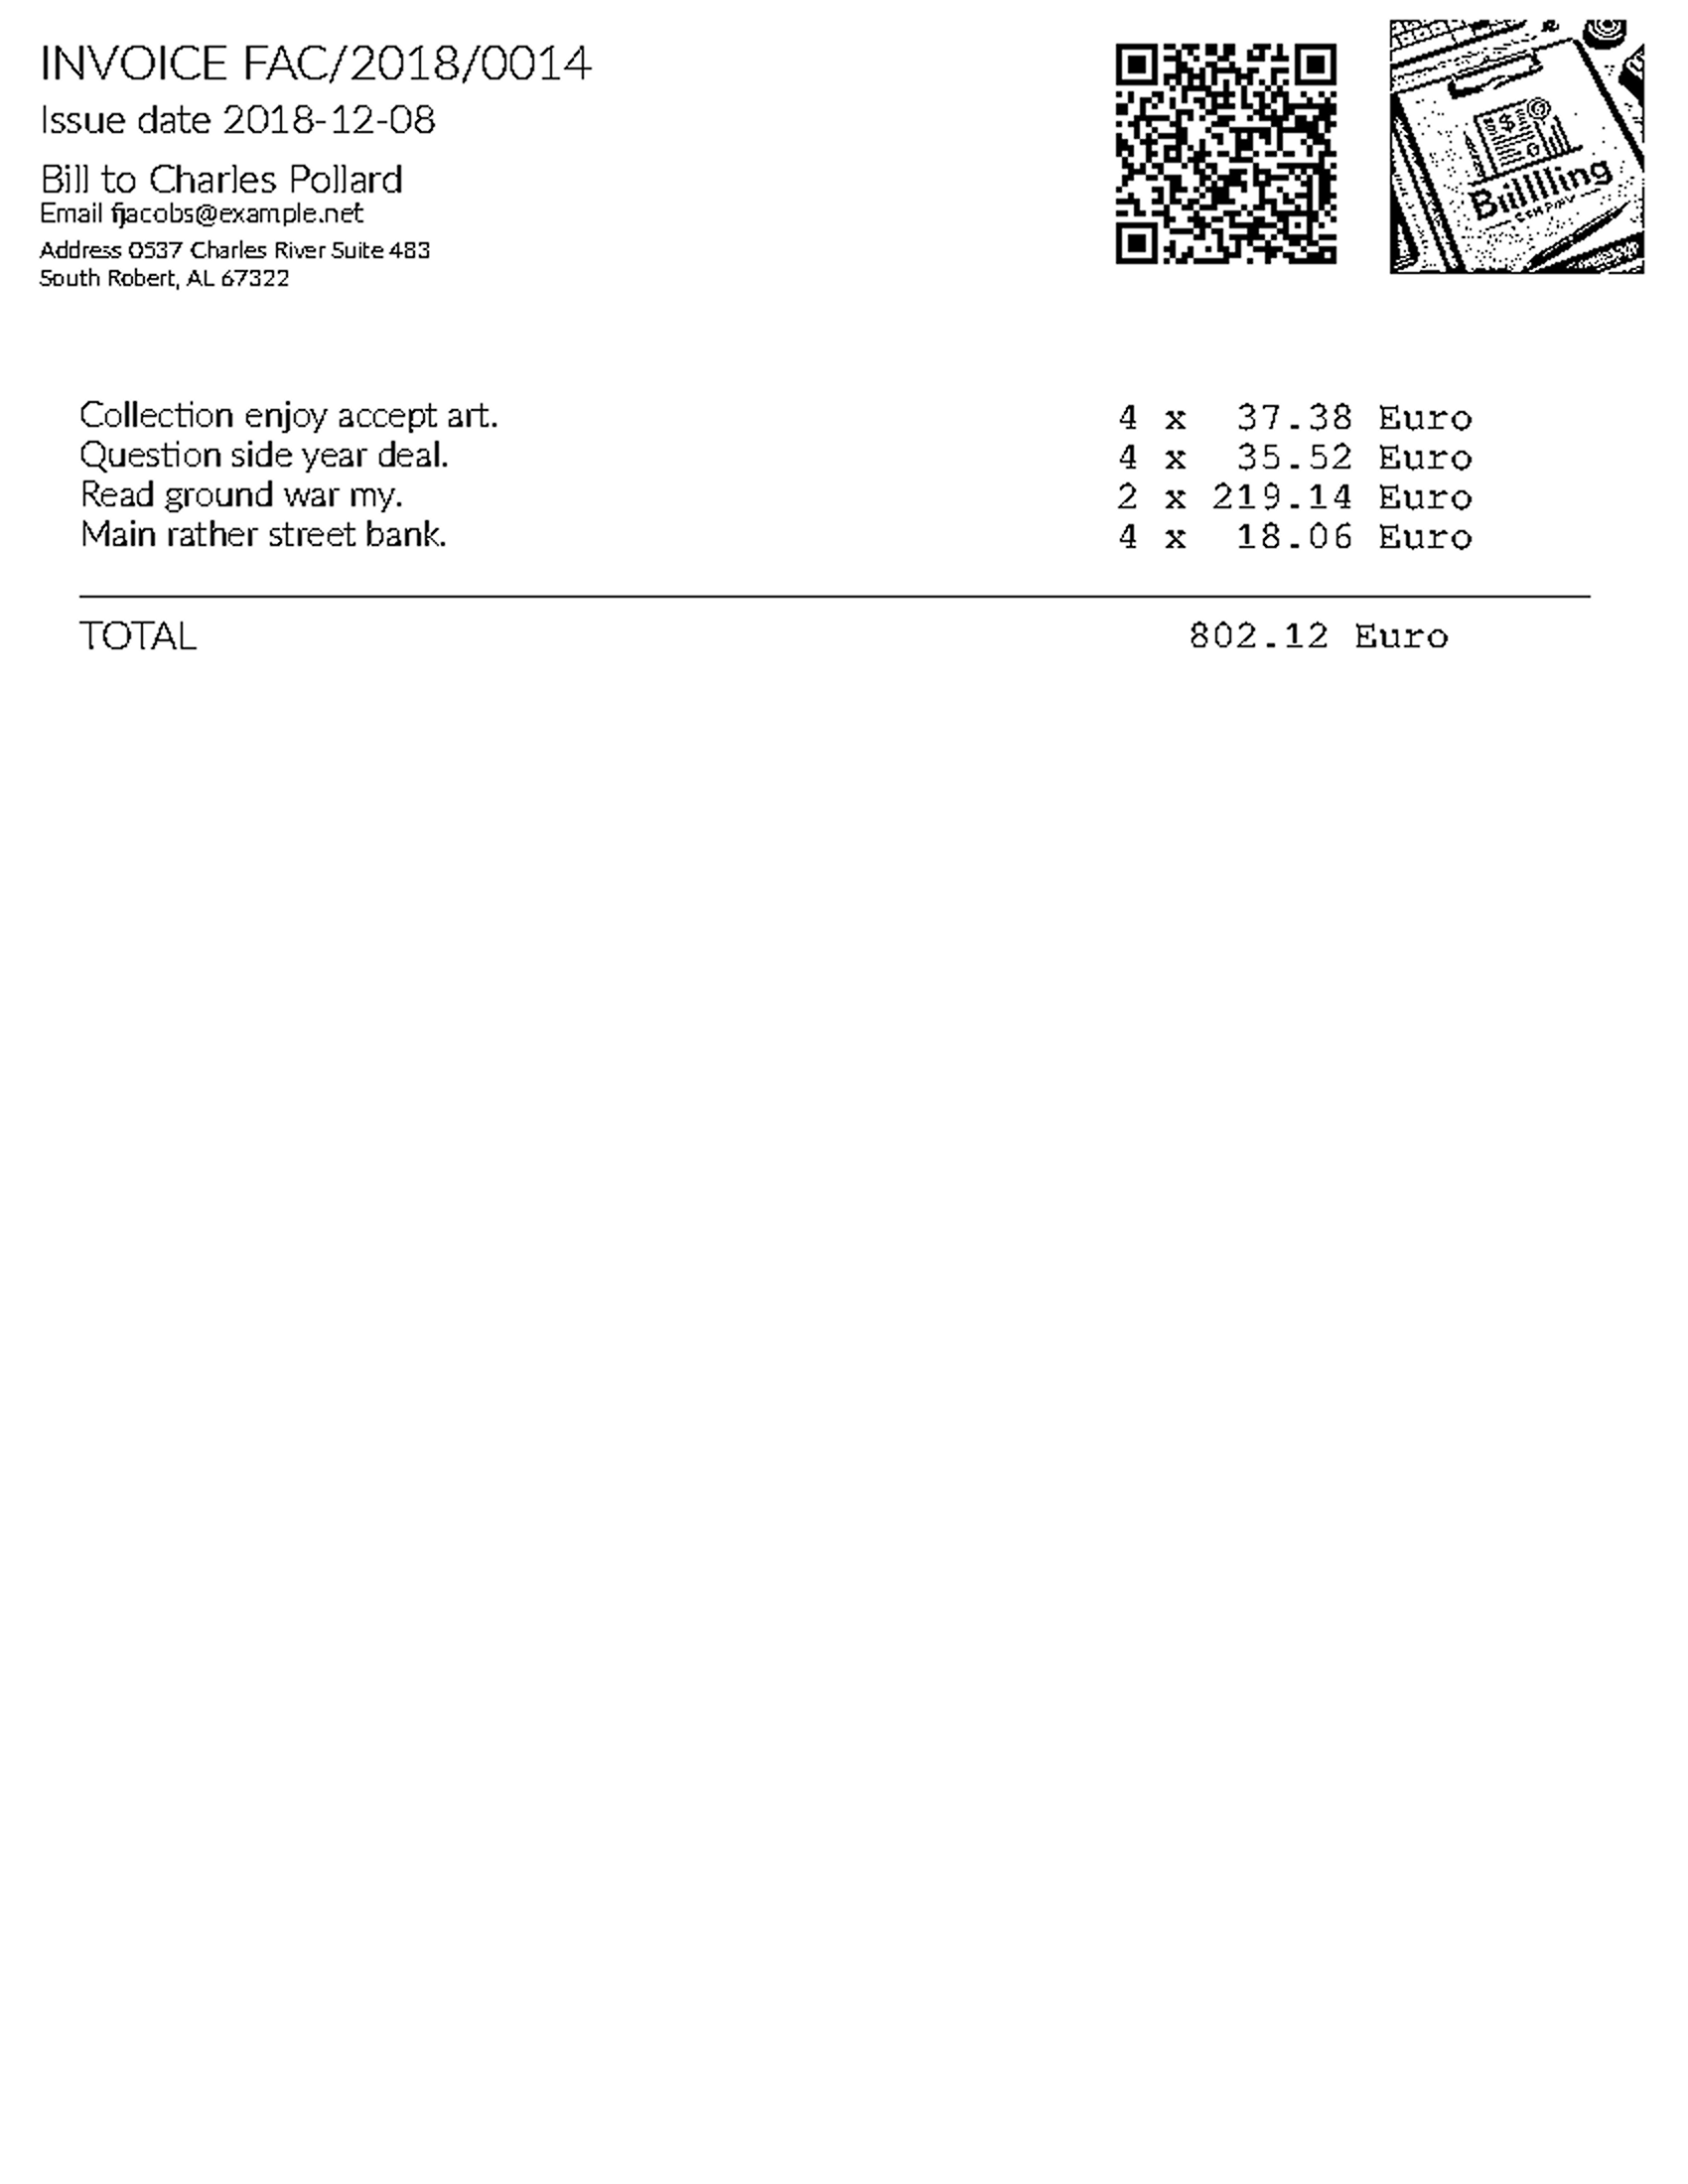 INVOICE FAC/2018/0014
Issue date 2018-12-08
Bill to Charles Pollard
Email fjacobs@example.net
Address 0537 Charles River Suite 483
South Robert, AL 67322
Billlling
Collection enjoy accept art. 4 x 37.38 Euro
Question side year deal. 4 x 35.52 Euro
Read ground war my. 2 x 219.14 Euro
Main rather street bank. 4 x 18.06 Euro
TOTAL 802.12 Euro